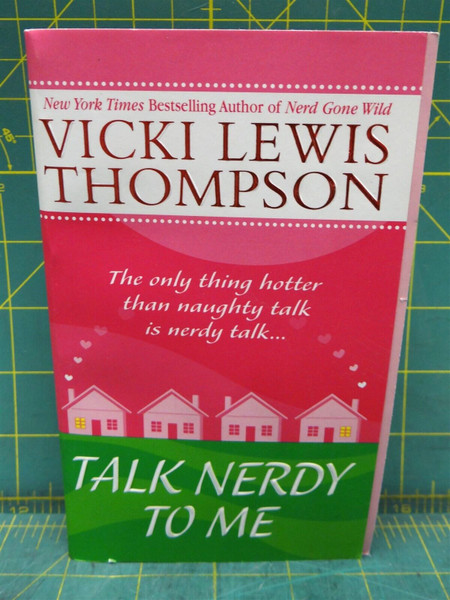 New York Times Bestselling Author of Nerd Gone Wild
VICKI LEWIS
THOMPSON
The only thing hotter
than naughty talk
is nerdy talk...
TALK NERDY
TO ME